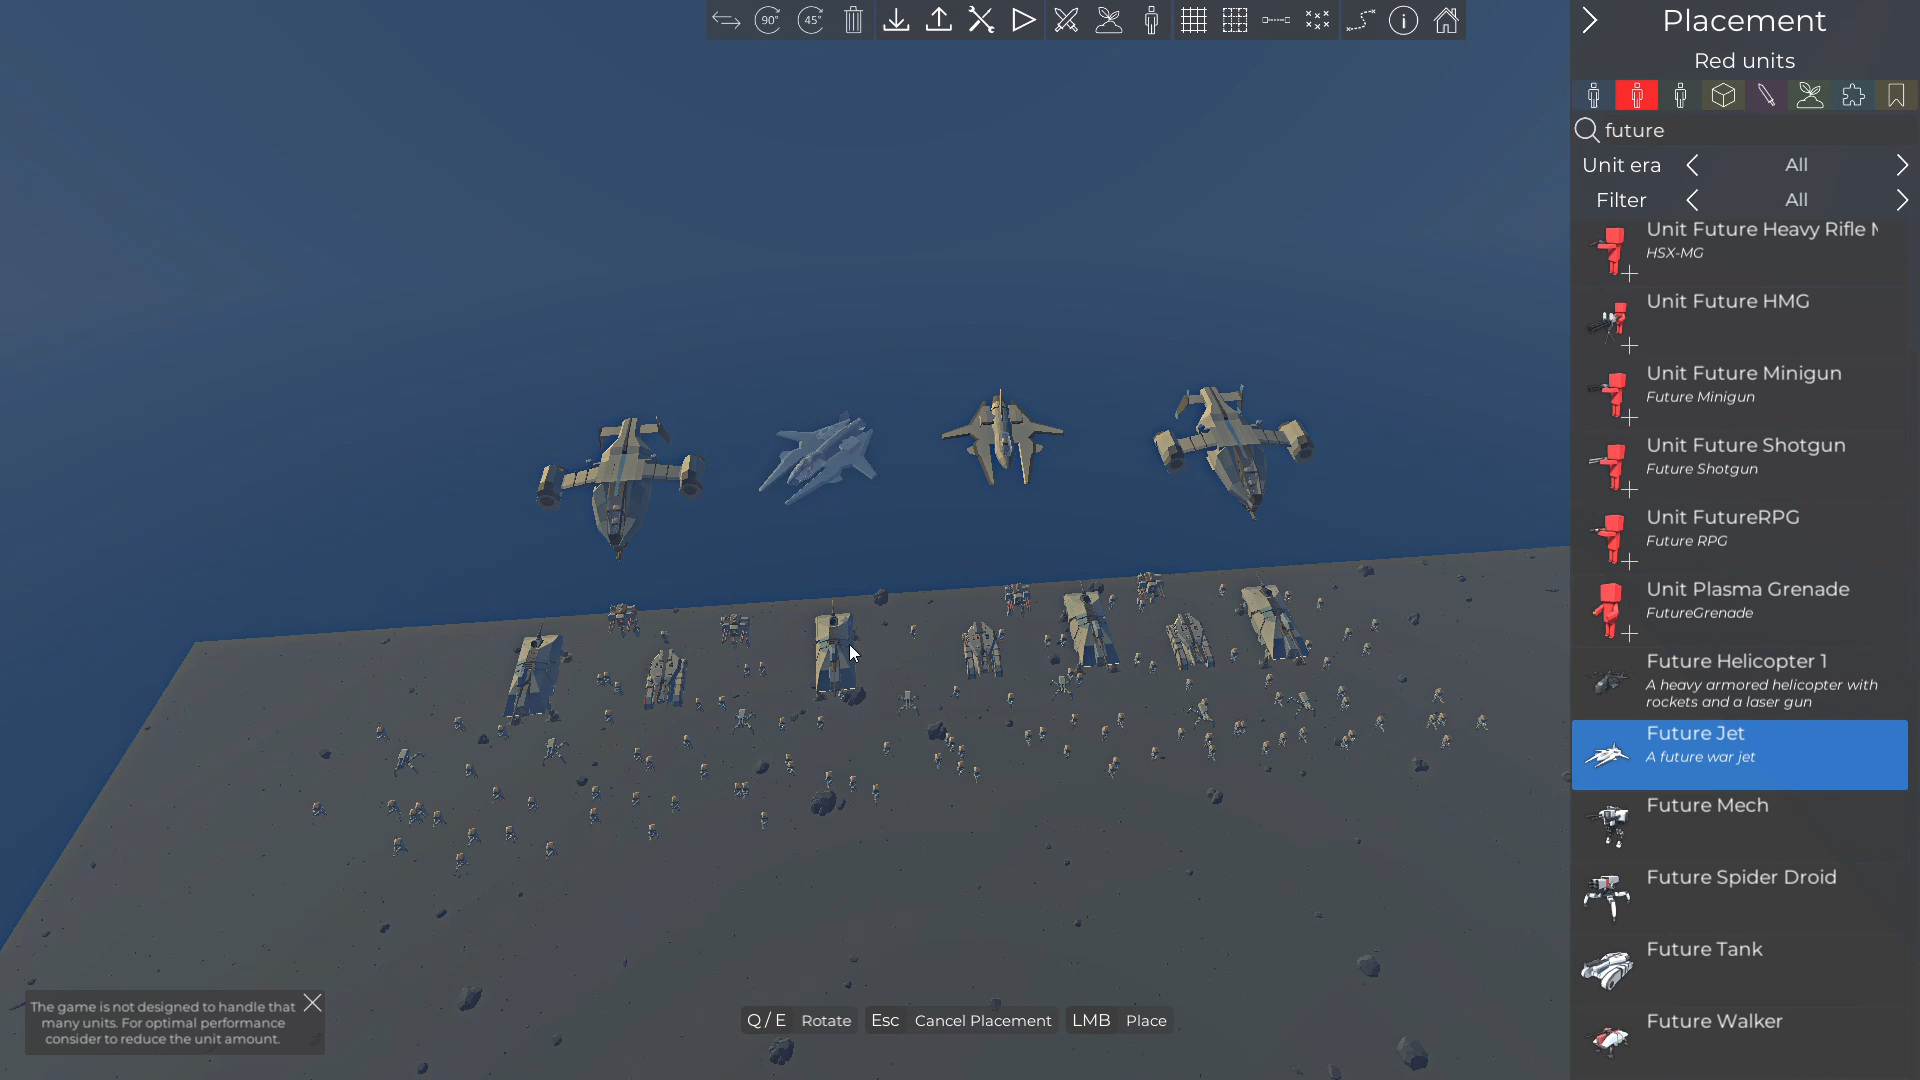 90°
45°
Placement
Red units
future
Unit era
All
Filter
All
Unit Future Heavy Rifle
HSX-MG
Unit Future HMG
Unit Future Minigun
Future Minigun
Unit Future Shotgun
Future Shotgun
Unit FutureRPG
Future RPG
Unit Plasma Grenade
FutureGrenade
Future Helicopter 1
A heavy armored helicopter with
rockets and a laser gun
Future Jet
A future war jet
Future Mech
Future Spider Droid
Future Tank
Future Walker
The game is not designed to handle that
many units. For optimal performance
consider to reduce the unit amount.
Q / E Rotate Esc Cancel Placement LMB Place